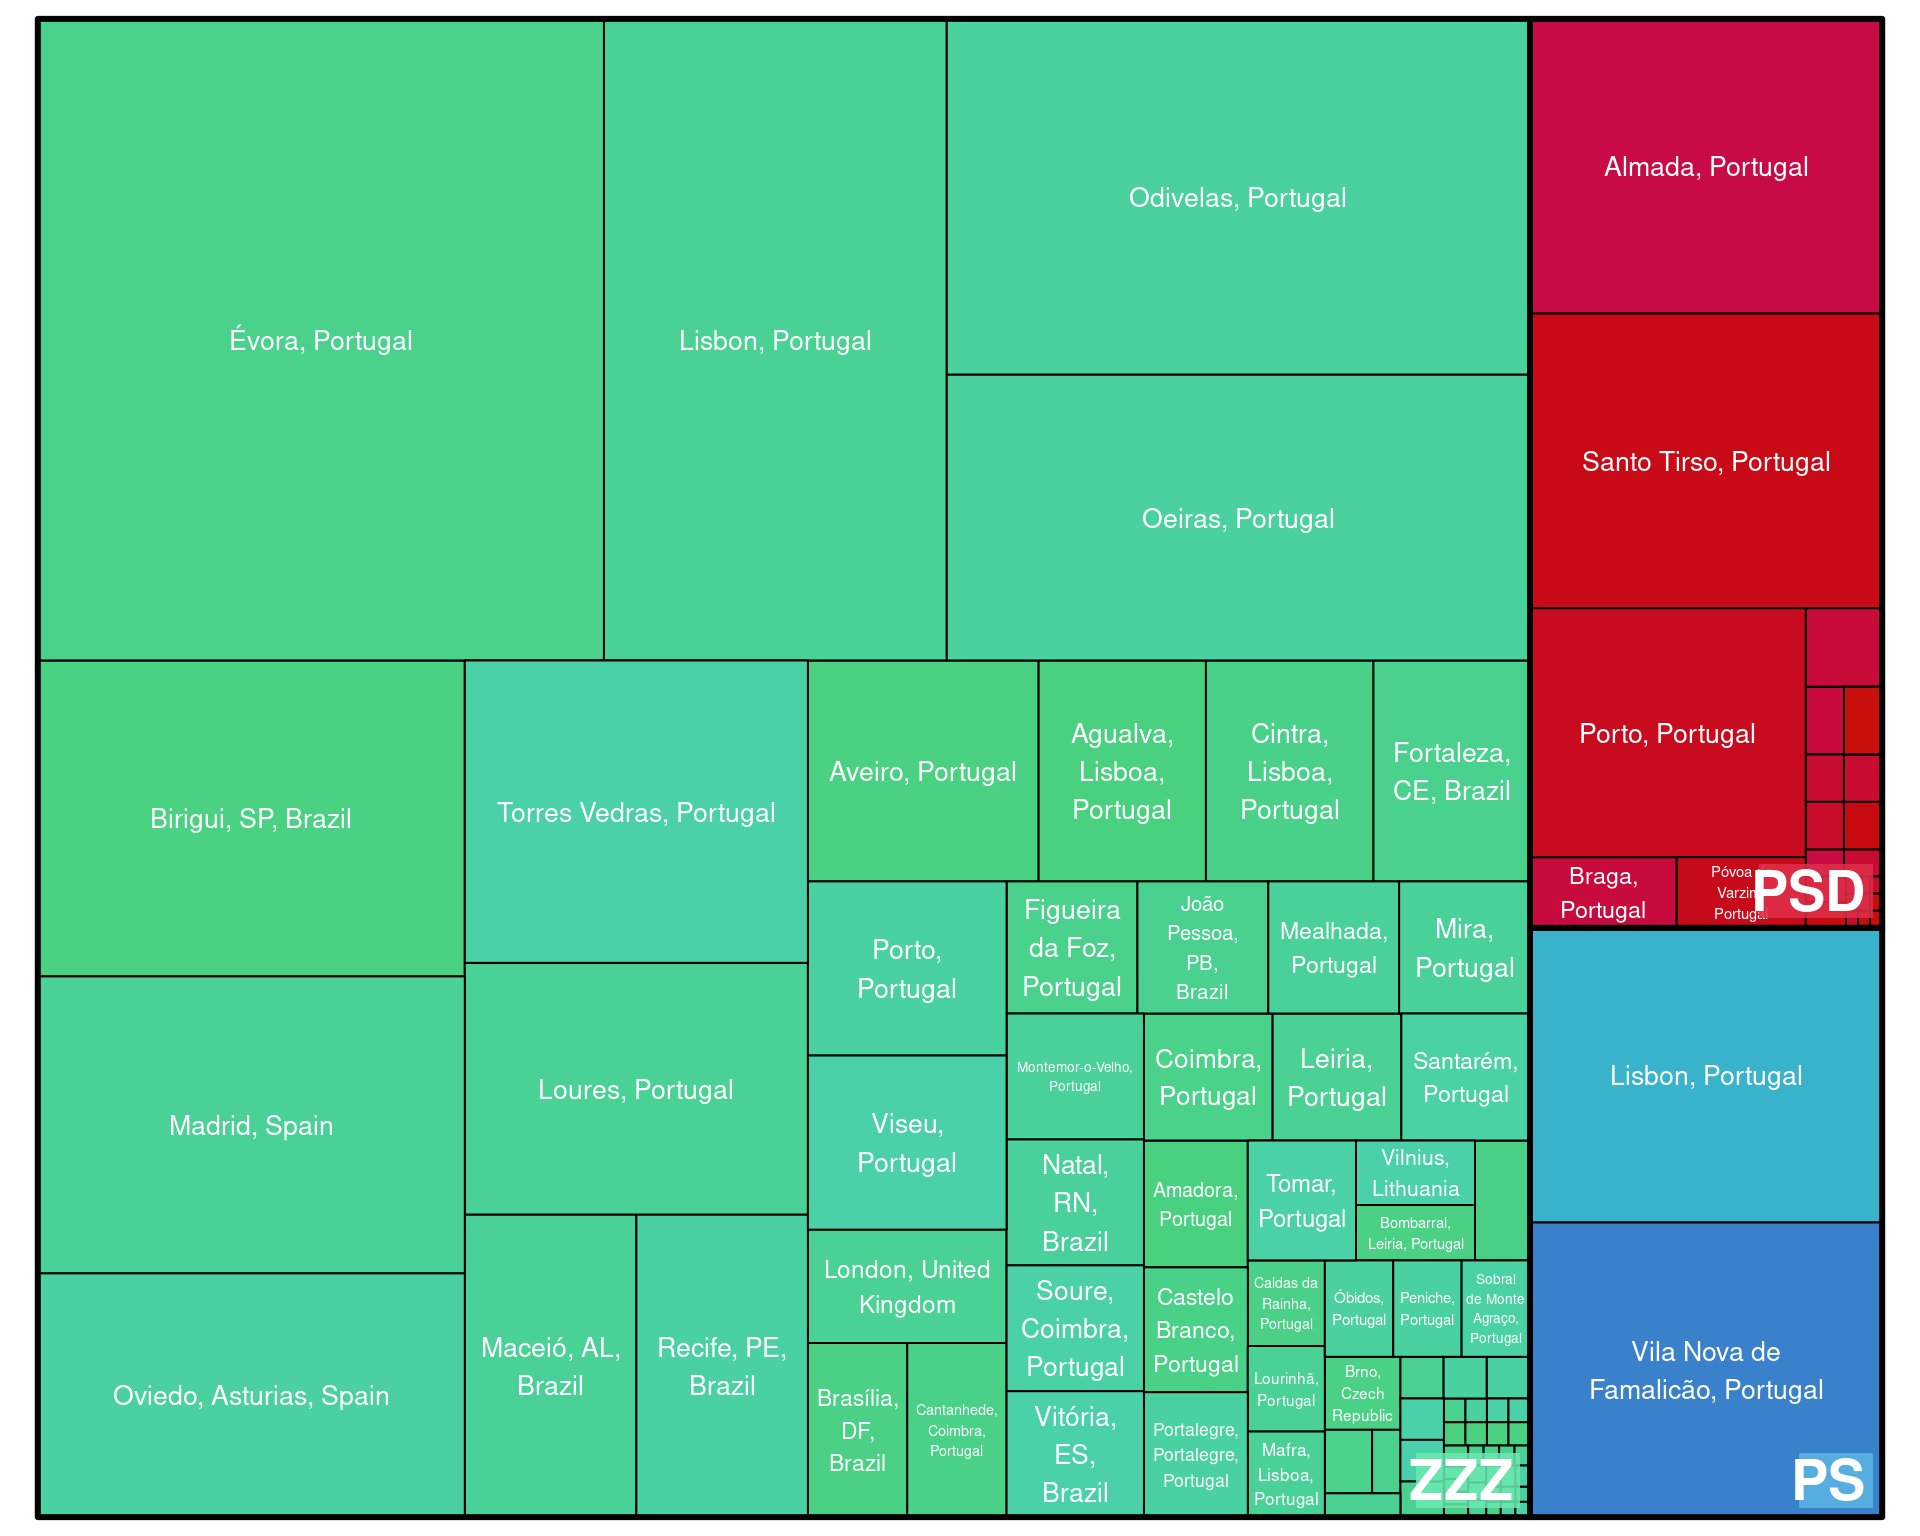 Évora, Portugal
Lisbon, Portugal
Odivelas, Portugal
Oeiras, Portugal
Birigui, SP, Brazil
Madrid, Spain
Oviedo, Asturias, Spain
Torres Vedras, Portugal
Loures, Portugal
Maceió, AL,
Brazil
Recife, PE,
Brazil
Aveiro, Portugal
Agualva,
Lisboa,
Portugal
Cintra,
Lisboa,
Portugal
Fortaleza,
CE, Brazil
Porto,
Portugal
Viseu,
Portugal
London, United
Kingdom
Brasília,
DF,
Brazil
Cantanhede,
Coimbra,
Portugal
Figueira
da Foz,
Portugal
João
Pessoa,
PB,
Brazil
Mealhada,
Portugal
Mira,
Portugal
Montemor-o-Velho,
Portugal
Natal,
RN,
Brazil
Soure,
Coimbra,
Portugal
Vitória,
ES,
Brazil
Coimbra,
Portugal
Leiria,
Portugal
Santarém,
Portugal
Amadora,
Portugal
Castelo
Branco,
Portugal
Portalegre,
Portalegre,
Portugal
Tomar,
Portugal
Vilnius,
Lithuania
Bombarral,
Leiria, Portugal
Caldas da
Rainha,
Portugal
Lourinhã,
Portugal
Mafra,
Lisboa,
Portugal
Óbidos,
Portugal
Peniche,
Portugal
Sobral
de Monte
Agraço,
Portugal
Brno,
Czech
Republic
ZZZ
Almada, Portugal
Santo Tirso, Portugal
Porto, Portugal
Braga,
Portugal
Póvoa
Varzim
Portugal
PSD
Lisbon, Portugal
Vila Nova de
Famalicão, Portugal
PS